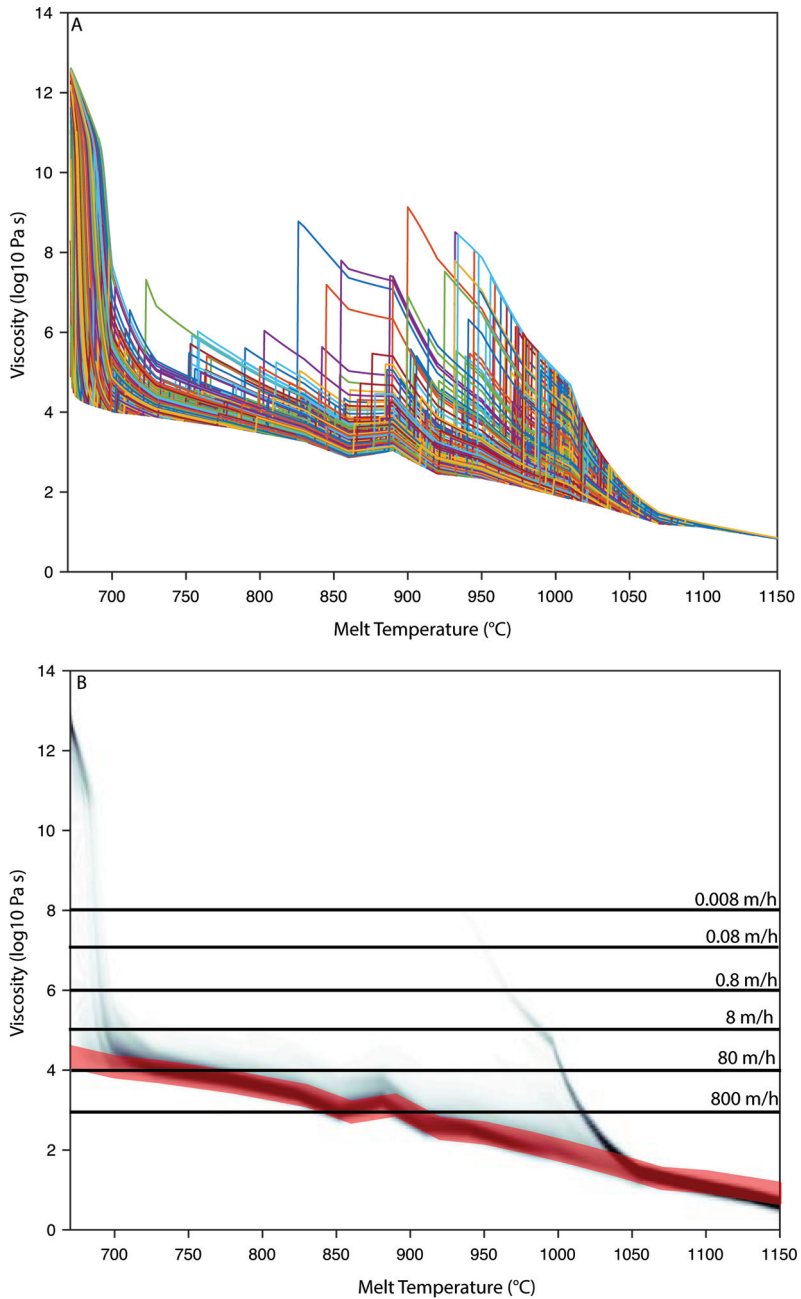 A
14
12
10
8
6
4
2
0
Viscosity (log10 Pa s)
700 750 800 850 900 950 1000 1050 1100 1150
Melt Temperature (°C)
B
14
12
10
8
6
4
2
0
Viscosity (log10 Pa s)
0.008 m/h
0.08 m/h
0.8 m/h
8 m/h
80 m/h
800 m/h
700 750 800 850 900 950 1000 1050 1100 1150
Melt Temperature (°C)